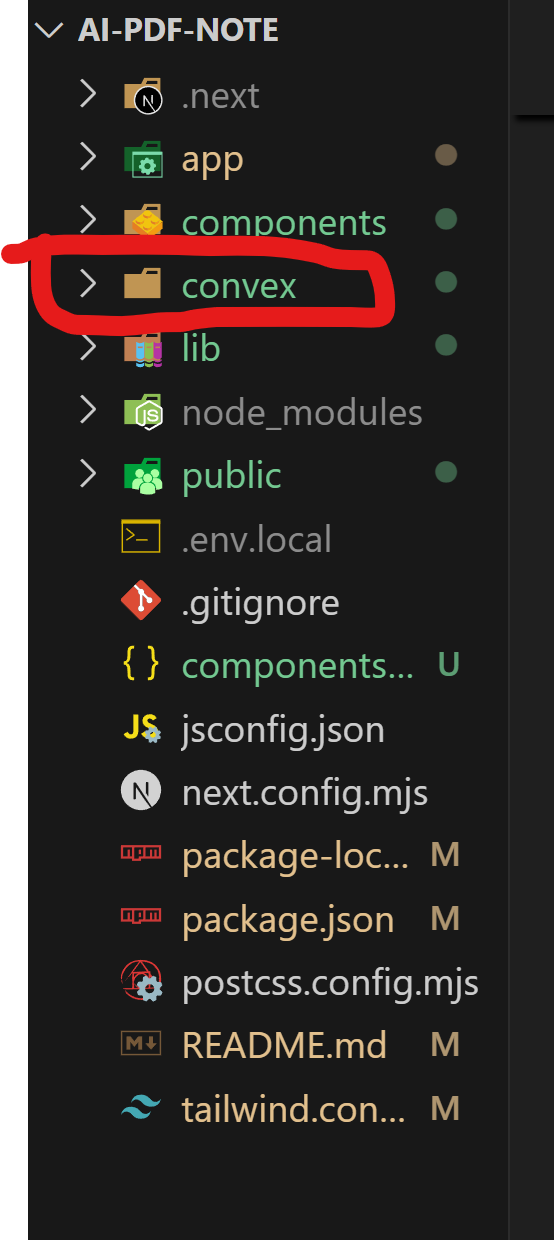 AI-PDF-NOTE
.next
app
components
convex
lib
node_modules
public
.env.local
.gitignore
components... U
jsconfig.json
next.config.mjs
package-loc... M
package.json M
postcss.config.mjs
README.md M
tailwind.con... M